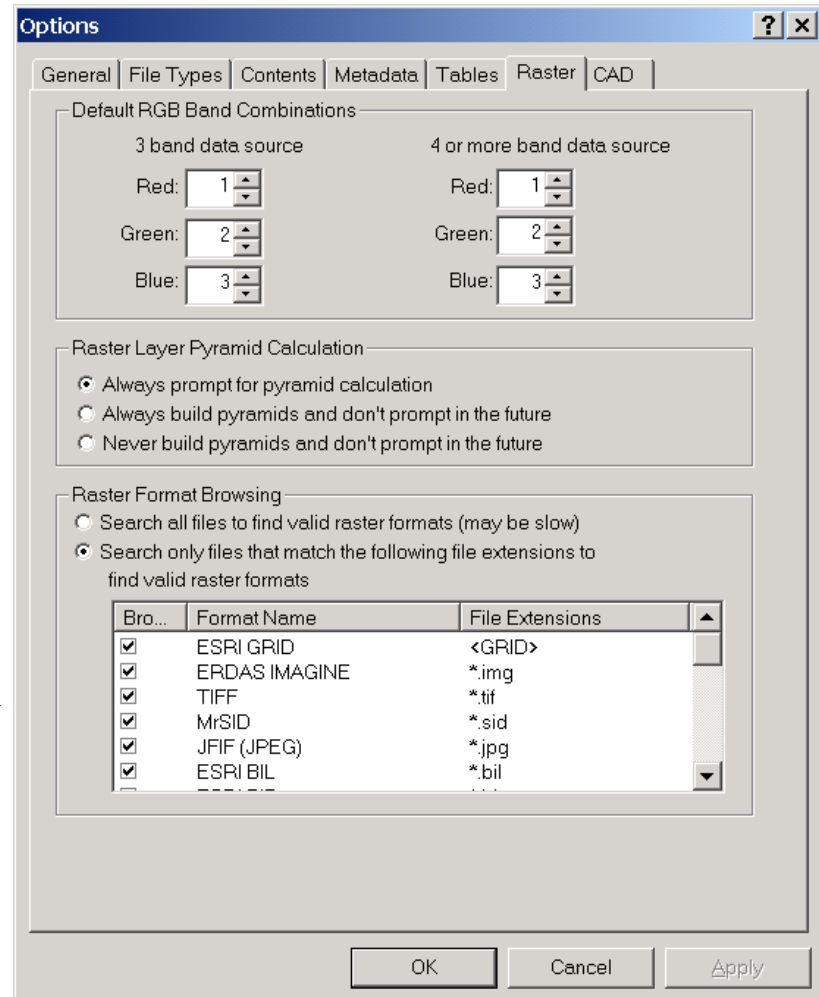 Options
General File Types Contents Metadata Tables Raster CAD
Default RGB Band Combinations
3 band data source 4 or more band data source
Red: 1 Red: 1
Green: 2 Green: 2
Blue: 3 Blue: 3
Raster Layer Pyramid Calculation
Always prompt for pyramid calculation
Always build pyramids and don't prompt in the future
Never build pyramids and don't prompt in the future
Raster Format Browsing
Search all files to find valid raster formats (may be slow)
Search only files that match the following file extensions to
find valid raster formats
Bro... Format Name File Extensions
ESRI GRID <GRID>
ERDAS IMAGINE *.img
TIFF *.tif
MrSID *.sid
JFIF (JPEG) *.jpg
ESRI BIL *.bil
OK Cancel Apply